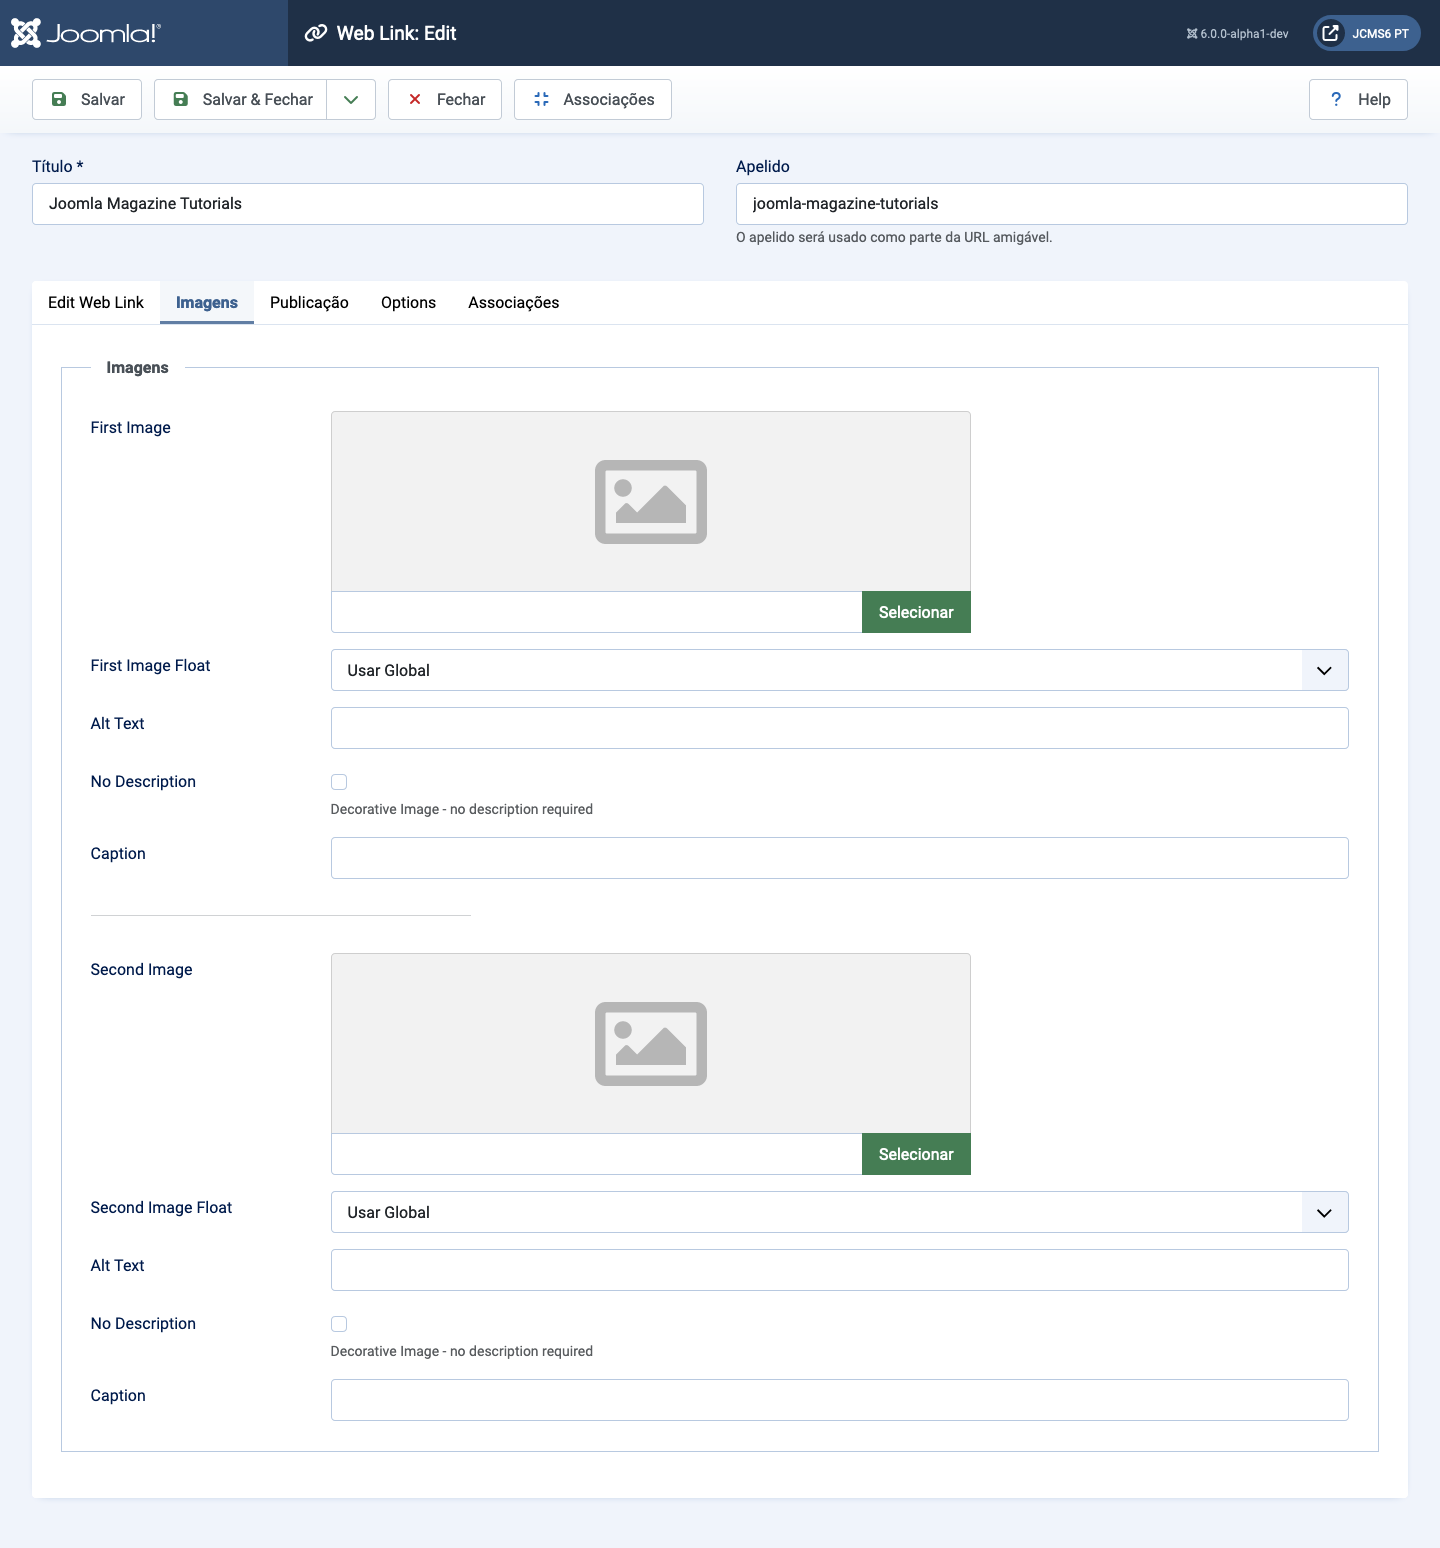 Joomla!®
Web Link: Edit
6.0.0-alpha1-dev
JCMS6 PT
Salvar
Salvar & Fechar
Fechar
Associações
? Help
Título *
Apelido
Joomla Magazine Tutorials
joomla-magazine-tutorials
O apelido será usado como parte da URL amigável.
Edit Web Link
Imagens
Publicação
Options
Associações
Imagens
First Image
Selecionar
First Image Float
Usar Global
Alt Text
No Description
Decorative Image - no description required
Caption
Second Image
Selecionar
Second Image Float
Usar Global
Alt Text
No Description
Decorative Image - no description required
Caption